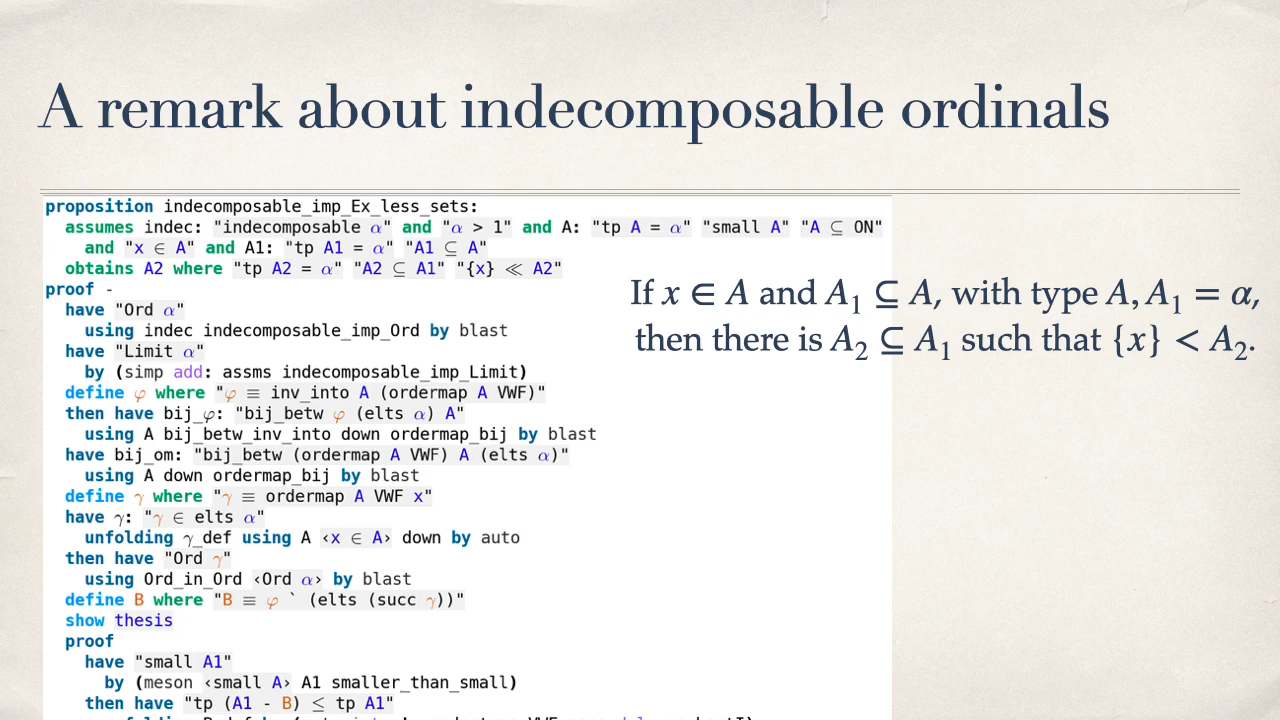 A remark about indecomposable ordinals
proposition indecomposable_imp_Ex_less_sets:
assumes indec: "indecomposable α" and "α > 1" and A: "tp A = α" "small A" "A ⊆ ON"
and "x ∈ A" and A1: "tp A1 = α" "A1 ⊆ A"
obtains A2 where "tp A2 = α" "A2 ⊆ A1" "{x} ≪ A2"
proof -
have "Ord α"
using indec indecomposable_imp_Ord by blast
have "Limit α"
by (simp add: assms indecomposable_imp_Limit)
define φ where "φ ≡ inv_into A (ordermap A VWF)"
then have bij_φ: "bij_betw φ (elts α) A"
using A bij_betw_inv_into down ordermap_bij by blast
have bij_om: "bij_betw (ordermap A VWF) A (elts α)"
using A down ordermap_bij by blast
define γ where "γ ≡ ordermap A VWF x"
have γ: "γ ∈ elts α"
unfolding γ_def using A ‹x ∈ A› down by auto
then have "Ord γ"
using Ord_in_Ord ‹Ord α› by blast
define B where "B ≡ φ ` (elts (succ γ))"
show thesis
proof
have "small A1"
by (meson ‹small A› A1 smaller_than_small)
then have "tp (A1 - B) ≤ tp A1"
If x ∈ A and A₁ ⊆ A, with type A, A₁ = α,
then there is A₂ ⊆ A₁ such that {x} < A₂.